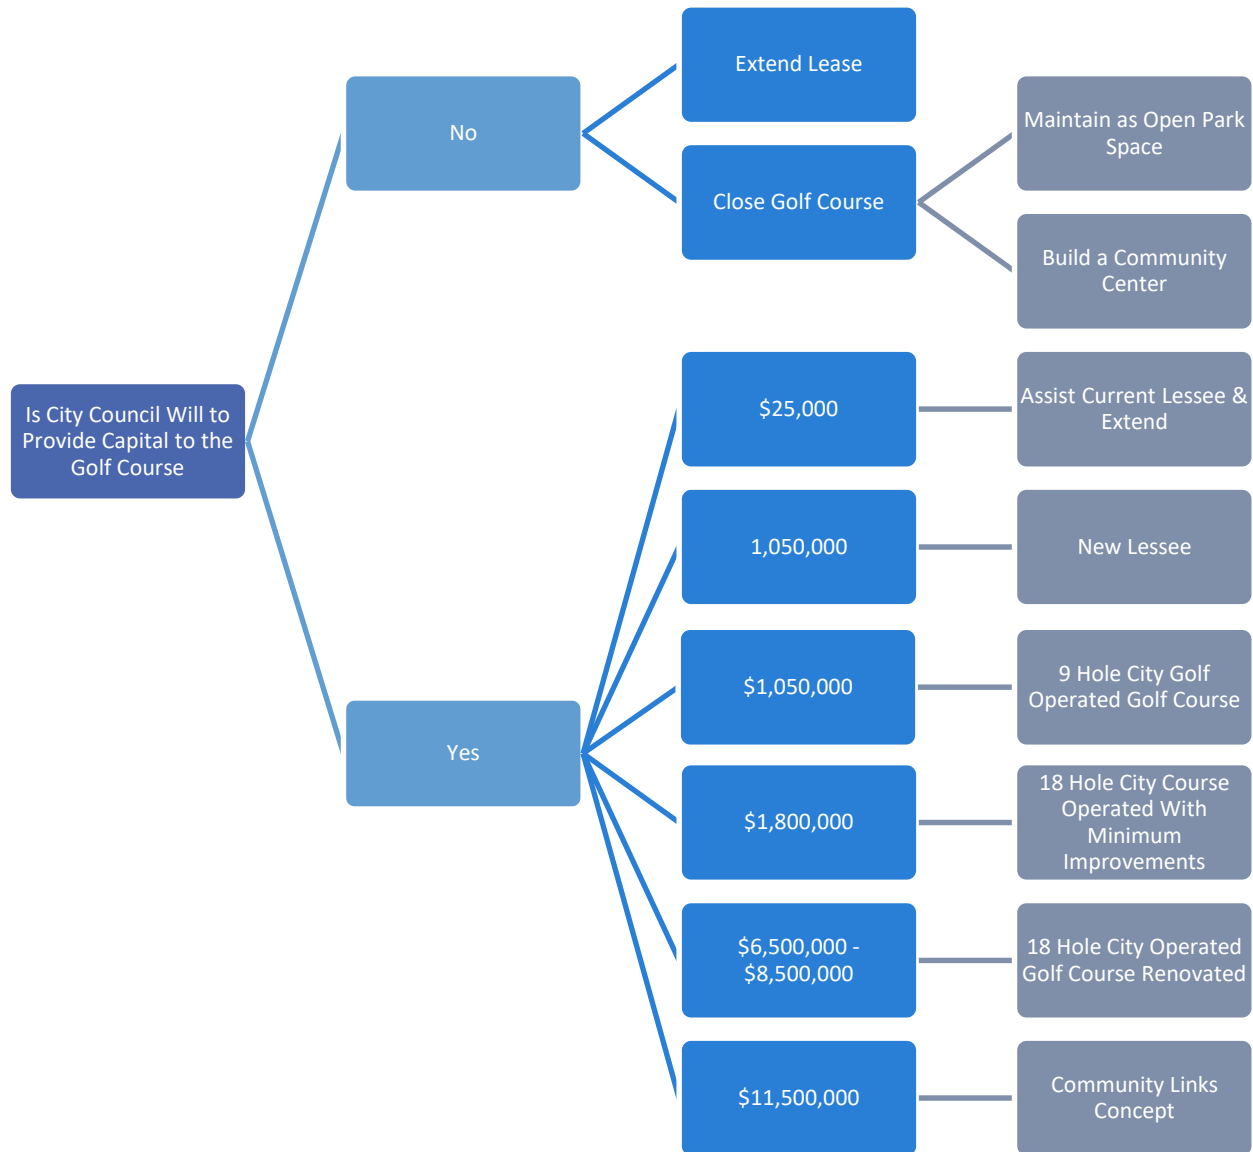 Extend Lease
No
Maintain as Open Park
Space
Close Golf Course
Build a Community
Center
Is City Council Will to
Provide Capital to the
Golf Course
$25,000
Assist Current Lessee &
Extend
1,050,000
New Lessee
$1,050,000
9 Hole City Golf
Operated Golf Course
Yes
$1,800,000
18 Hole City Course
Operated With
Minimum
Improvements
$6,500,000 -
$8,500,000
18 Hole City Operated
Golf Course Renovated
$11,500,000
Community Links
Concept